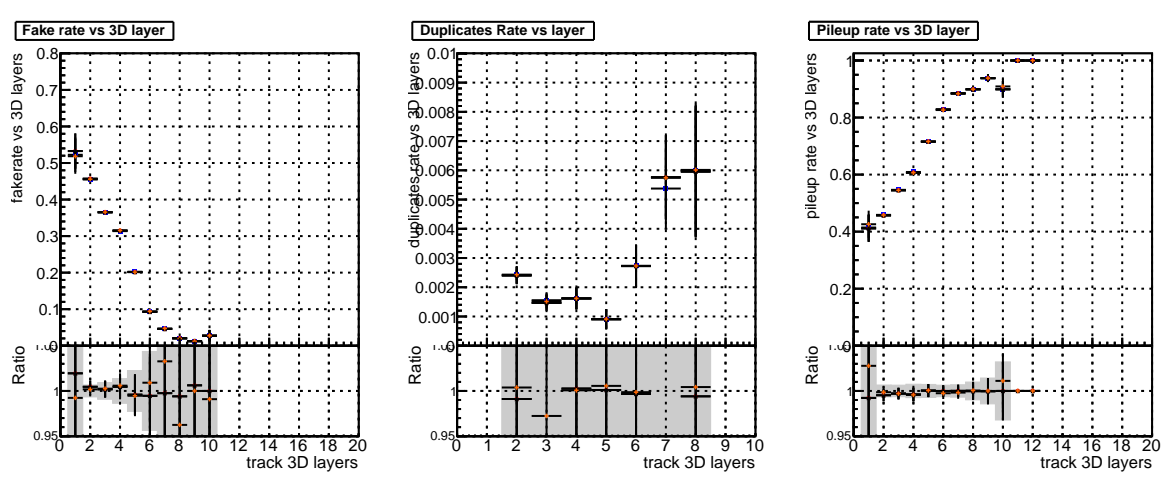 Fake rate vs 3D layer
fakerate vs 3D layers
0.8
0.7
0.6
0.5
0.4
0.3
0.2
0.1
Ratio
1
0.95
0 2 4 6 8 10 12 14 16 18 20
track 3D layers
Duplicates Rate vs layer
duplicates rate vs 3D layers
0.01
0.009
0.008
0.007
0.006
0.005
0.004
0.003
0.002
0.001
Ratio
1
0.95
0 1 2 3 4 5 6 7 8 9 10
track 3D layers
Pileup rate vs 3D layer
pileup rate vs 3D layers
1
0.8
0.6
0.4
0.2
Ratio
1
0.95
0 2 4 6 8 10 12 14 16 18 20
track 3D layers